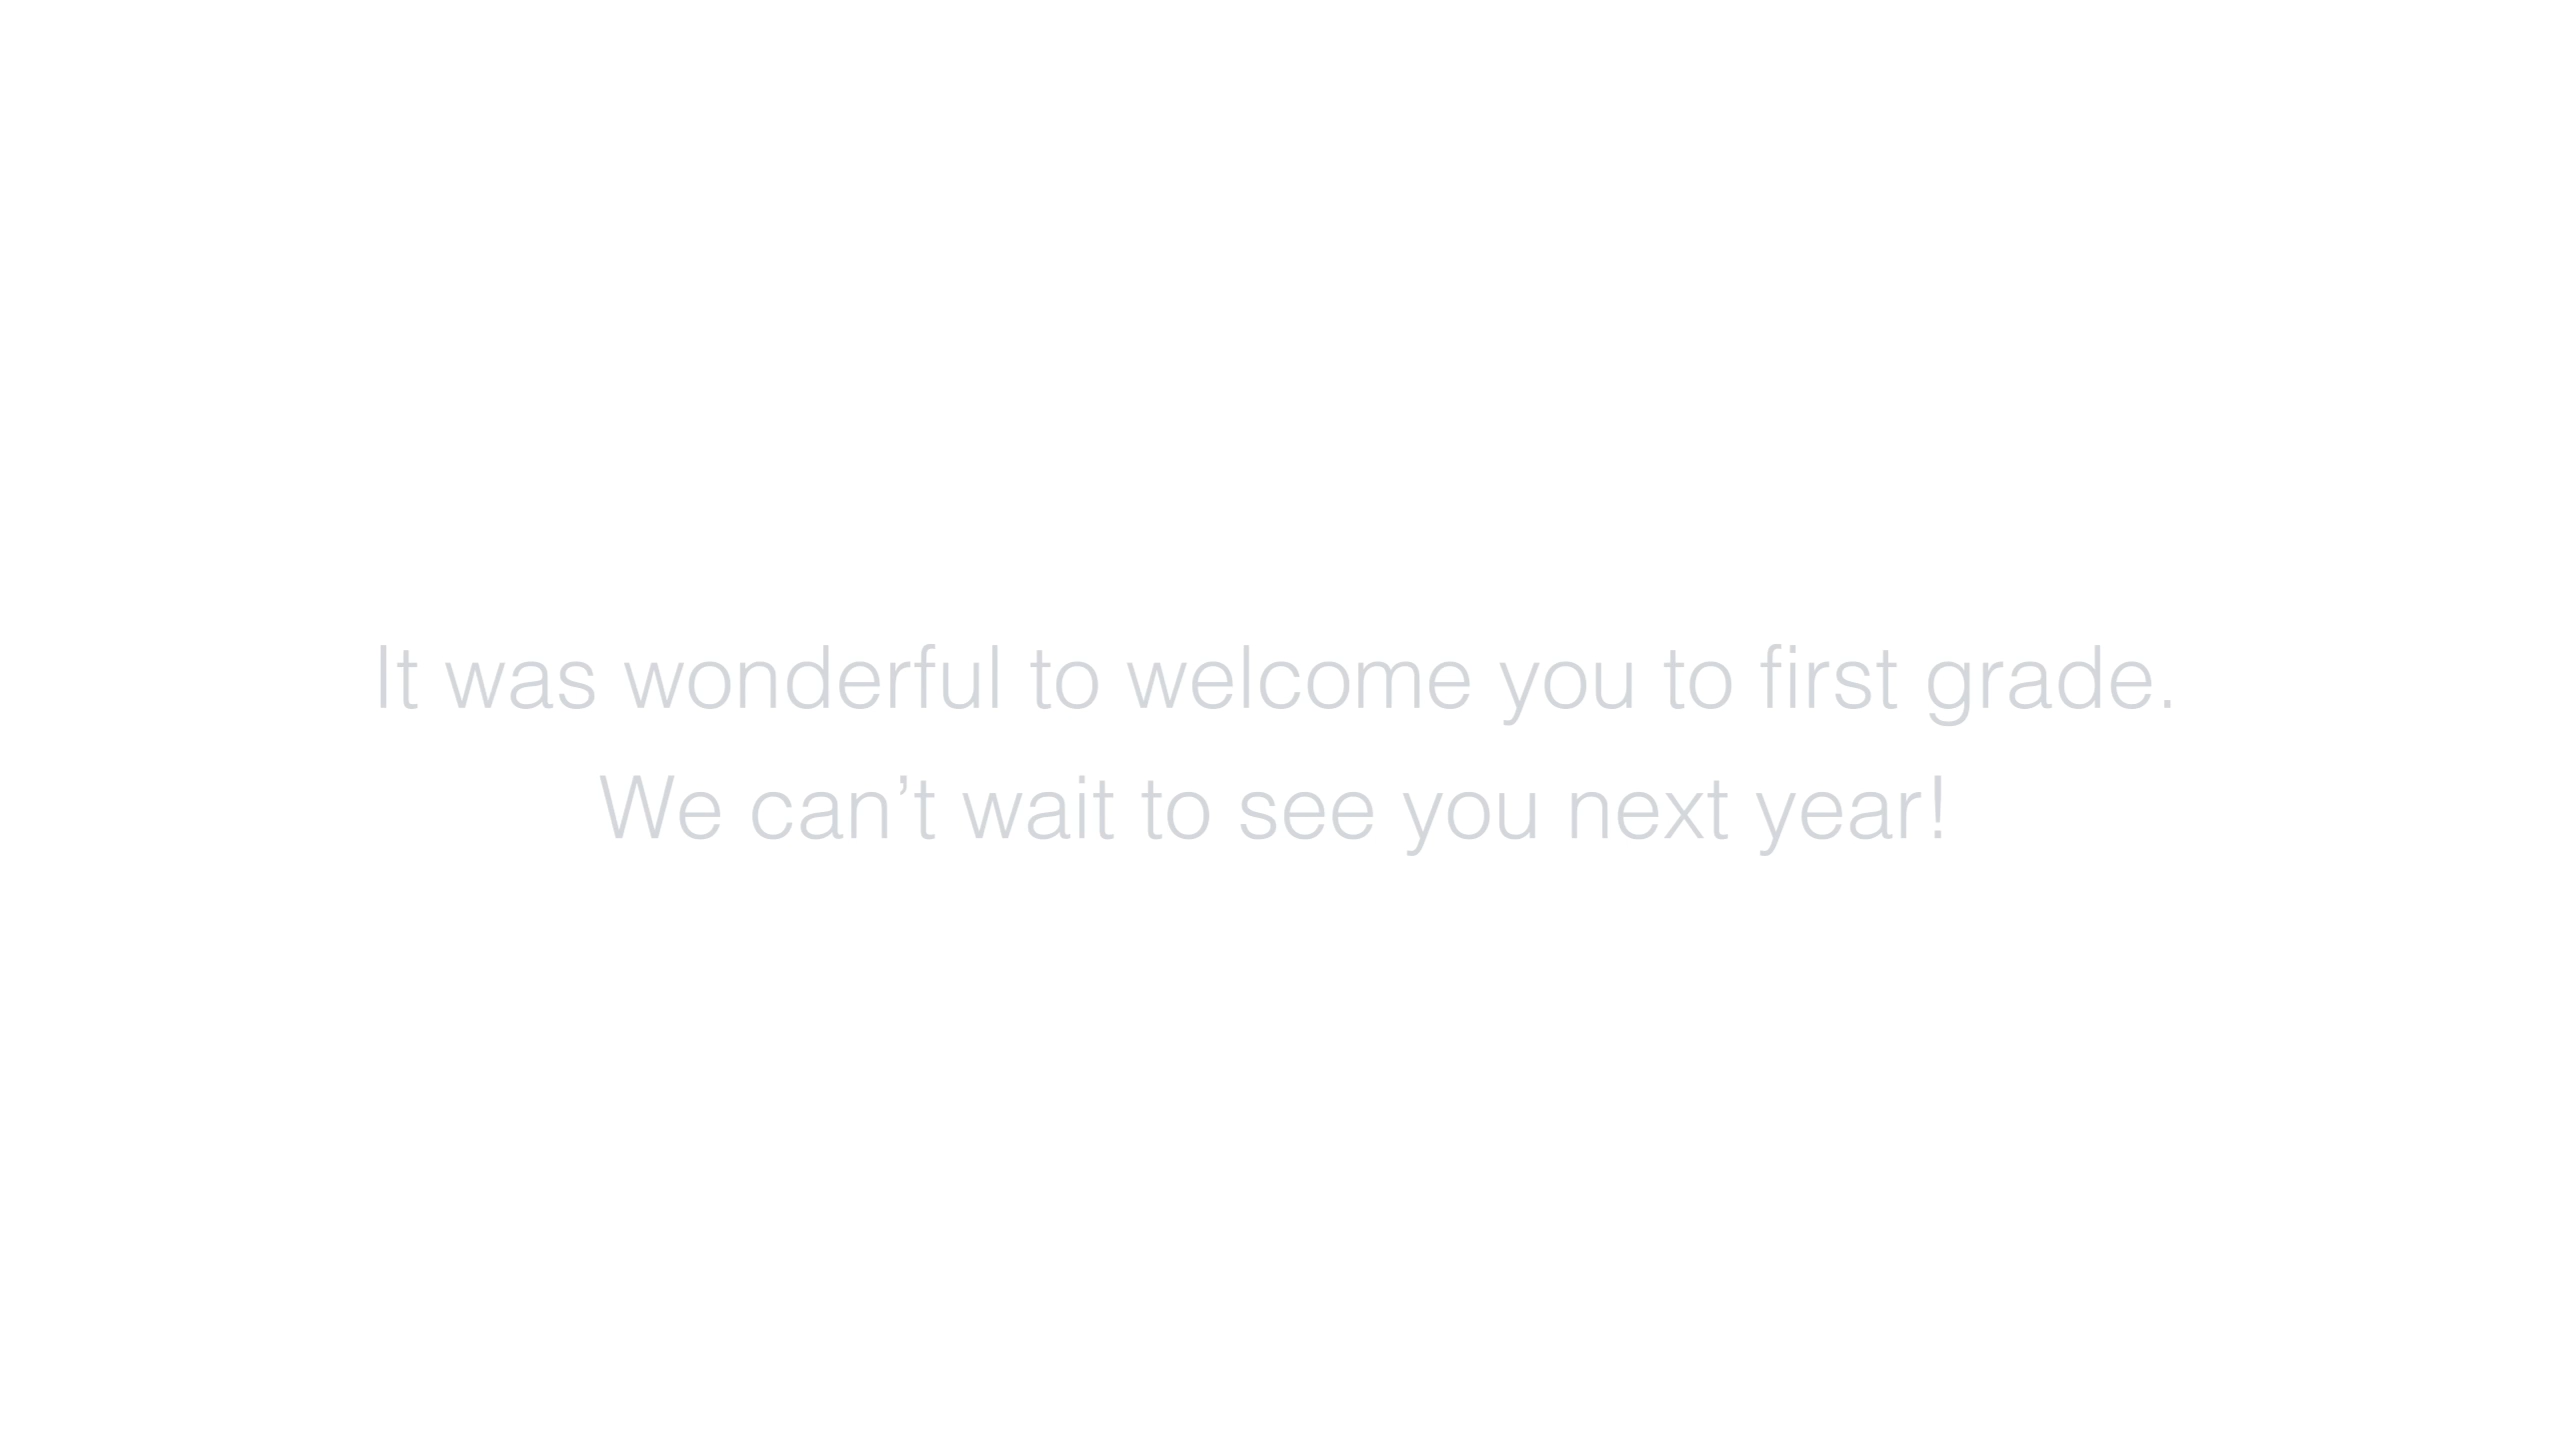 It was wonderful to welcome you to first grade.
We can’t wait to see you next year!